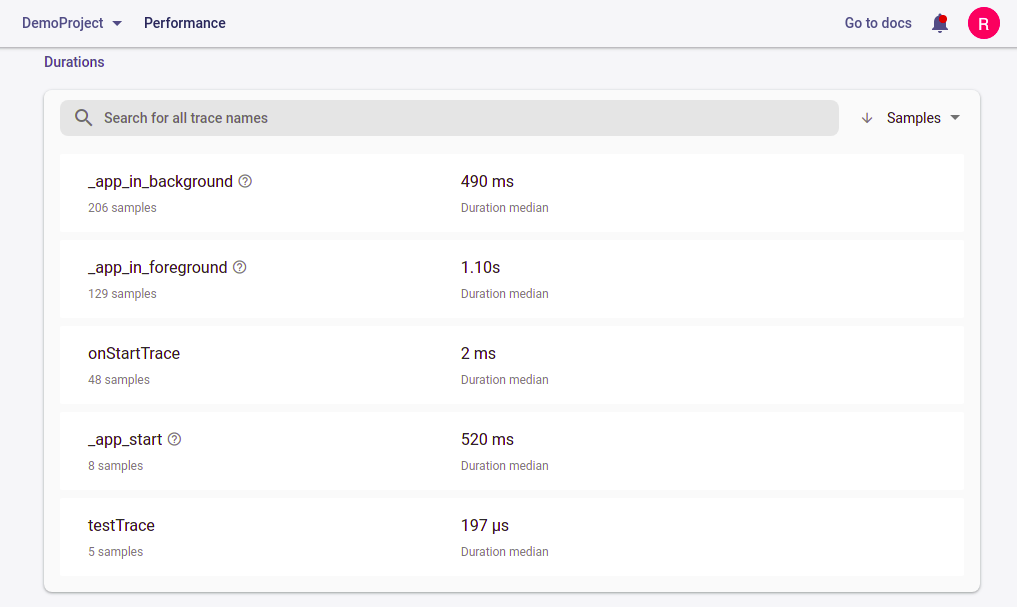 DemoProject Performance Go to docs R
Durations
Search for all trace names Samples
_app_in_background 490 ms
206 samples Duration median
_app_in_foreground 1.10s
129 samples Duration median
onStartTrace 2 ms
48 samples Duration median
_app_start 520 ms
8 samples Duration median
testTrace 197 µs
5 samples Duration median